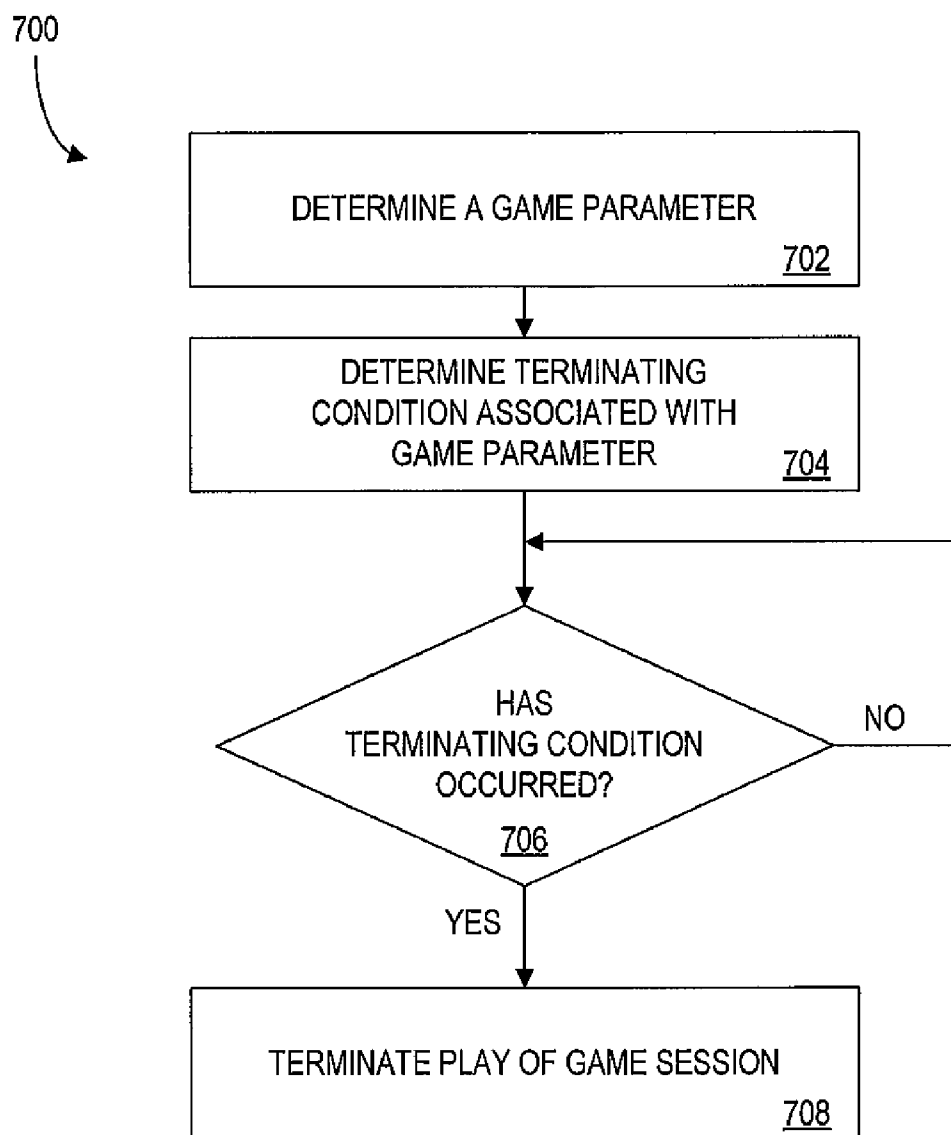 700
DETERMINE A GAME PARAMETER
702
DETERMINE TERMINATING
CONDITION ASSOCIATED WITH
GAME PARAMETER
704
HAS
TERMINATING CONDITION
OCCURRED?
706
NO
YES
TERMINATE PLAY OF GAME SESSION
708